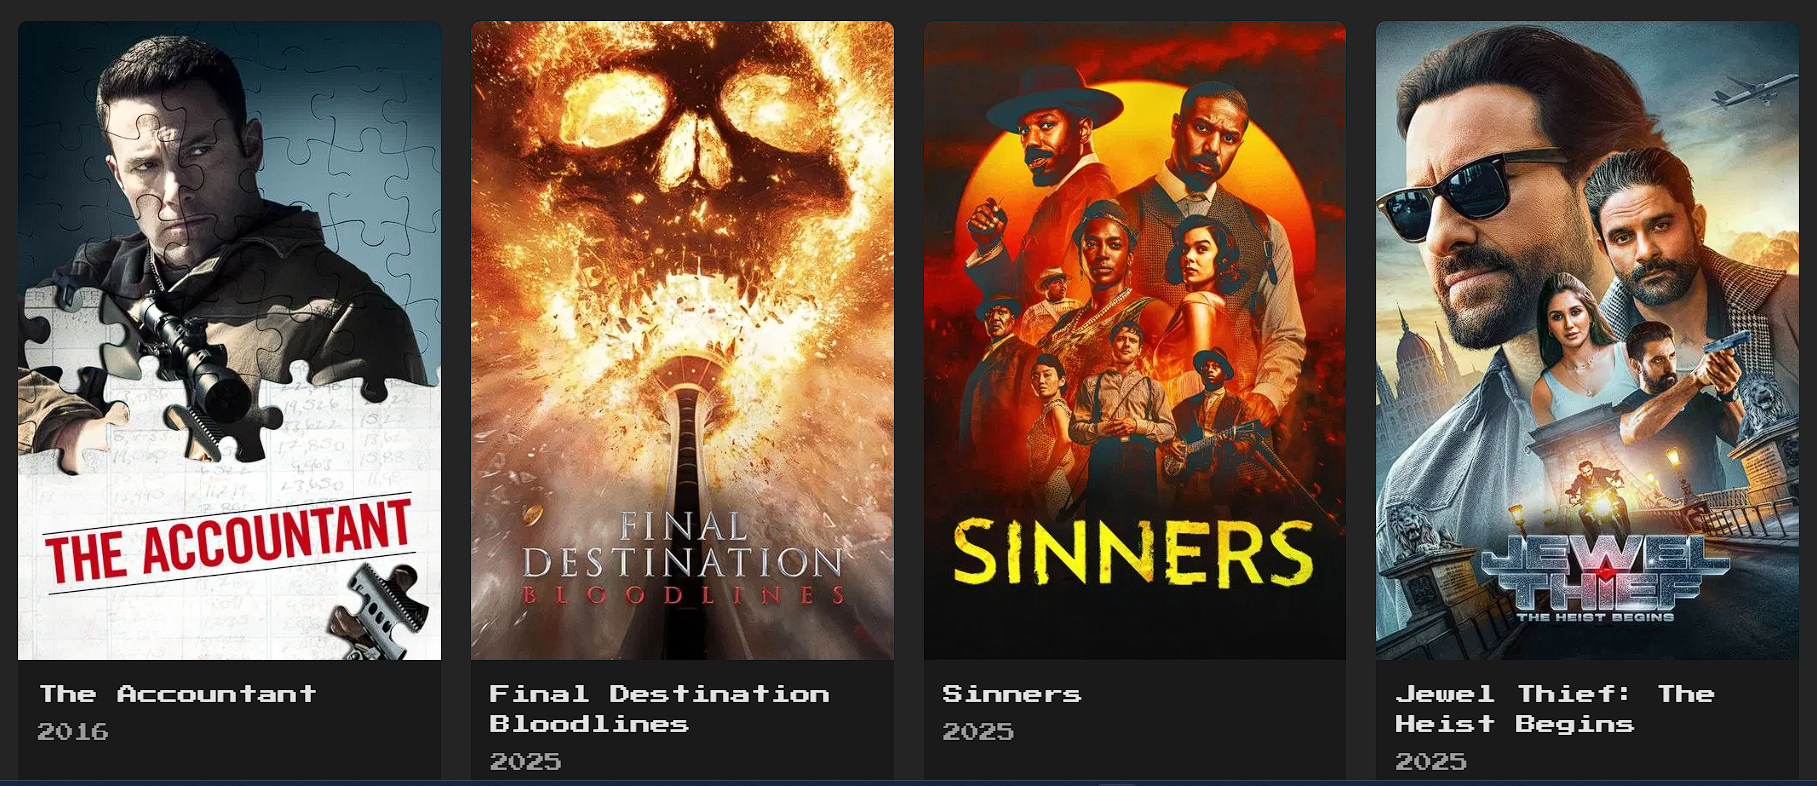 THE ACCOUNTANT
The Accountant
2016
FINAL
DESTINATION
BLOODLINES
Final Destination
Bloodlines
2025
SINNERS
Sinners
2025
JEWEL
THIEF
THE HEIST BEGINS
Jewel Thief: The
Heist Begins
2025